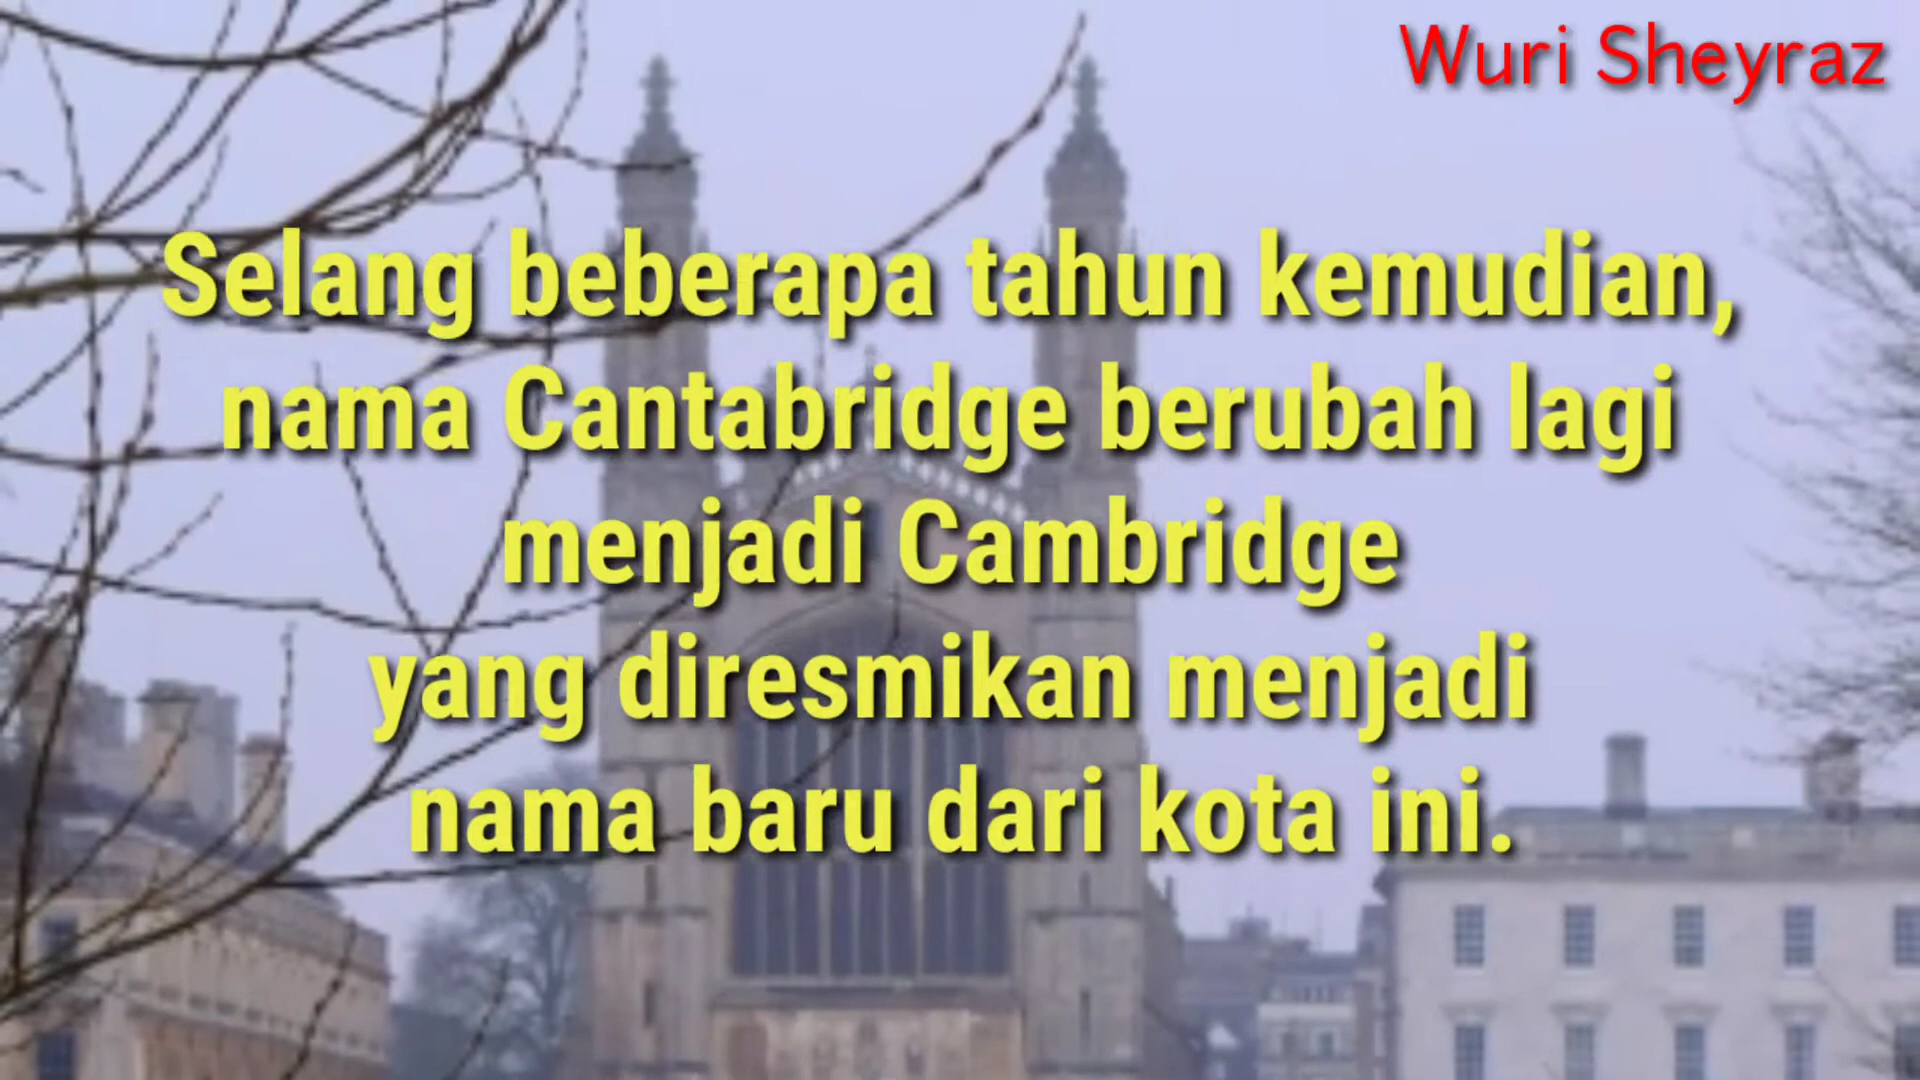 Wuri Sheyraz
Selang beberapa tahun kemudian,
nama Cantabridge berubah lagi
menjadi Cambridge
yang diresmikan menjadi
nama baru dari kota ini.